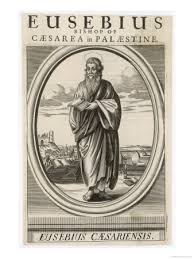 EUSEBIUS
BISHOP OF
CÆSAREA in PALÆSTINE.
EUSEBIUS CÆSARIENSIS.